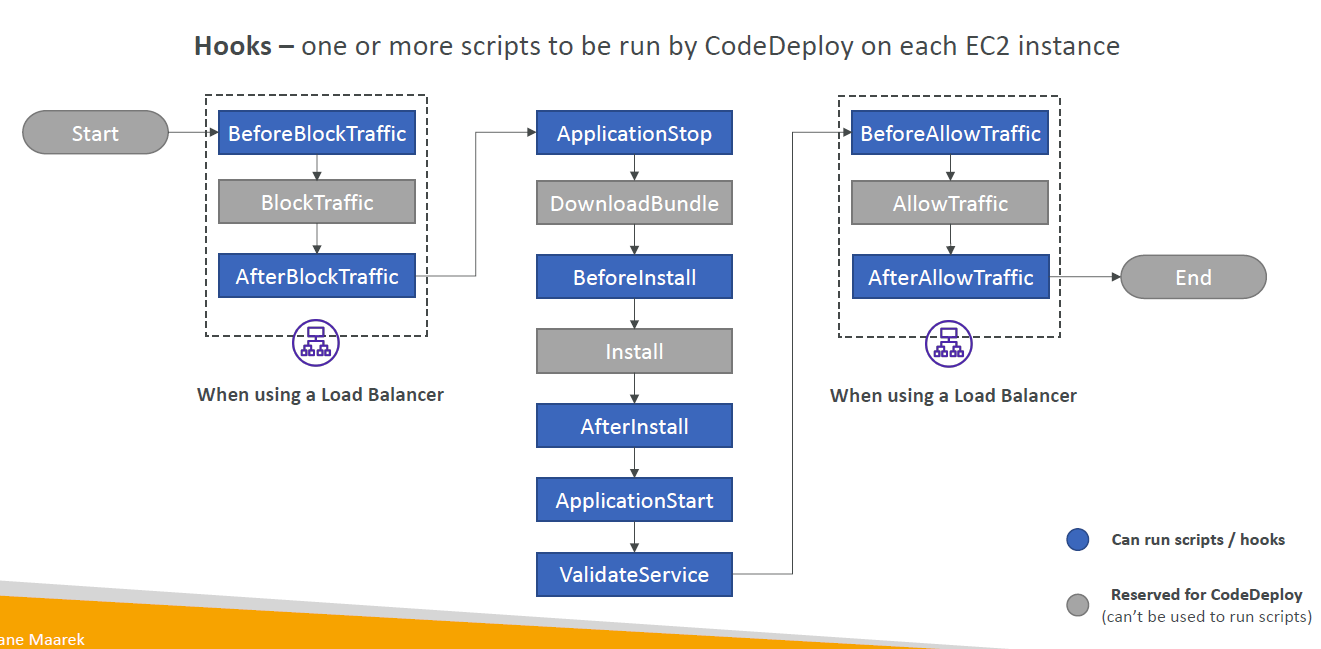 Hooks – one or more scripts to be run by CodeDeploy on each EC2 instance
Start
BeforeBlockTraffic
BlockTraffic
AfterBlockTraffic
When using a Load Balancer
ApplicationStop
DownloadBundle
BeforeInstall
Install
AfterInstall
ApplicationStart
ValidateService
BeforeAllowTraffic
AllowTraffic
AfterAllowTraffic
When using a Load Balancer
End
Can run scripts / hooks
Reserved for CodeDeploy
(can’t be used to run scripts)
ane Maarek